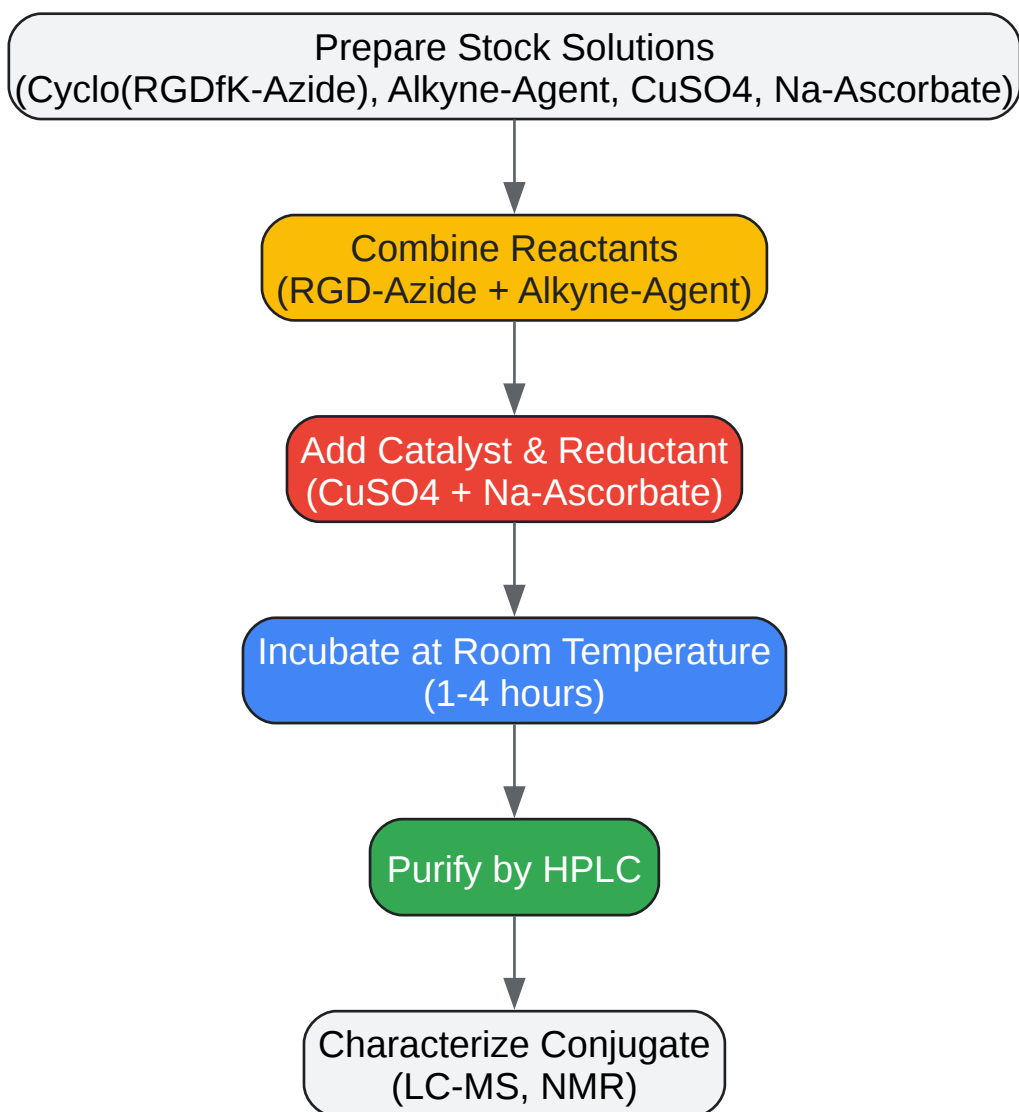 Prepare Stock Solutions
(Cyclo(RGDfK-Azide), Alkyne-Agent, CuSO4, Na-Ascorbate)
Combine Reactants
(RGD-Azide + Alkyne-Agent)
Add Catalyst & Reductant
(CuSO4 + Na-Ascorbate)
Incubate at Room Temperature
(1-4 hours)
Purify by HPLC
Characterize Conjugate
(LC-MS, NMR)